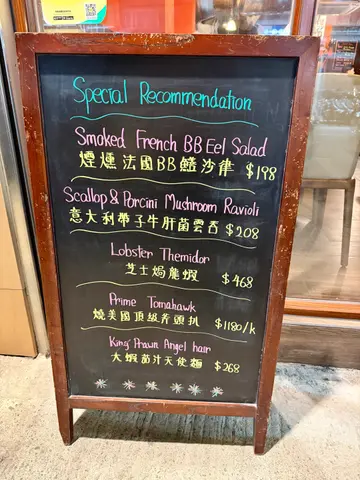 Special Recommendation
Smoked French BB Eel Salad
煙燻法國BB鱔沙律 $198
Scallop & Porcini Mushroom Ravioli
意大利帶子牛肝菌雲吞 $208
Lobster Themidor
芝士焗龍蝦 $468
Prime Tomahawk
燒美國頂級斧頭扒 $1180/k
King Prawn Angel hair
大蝦茄汁天使麵 $268